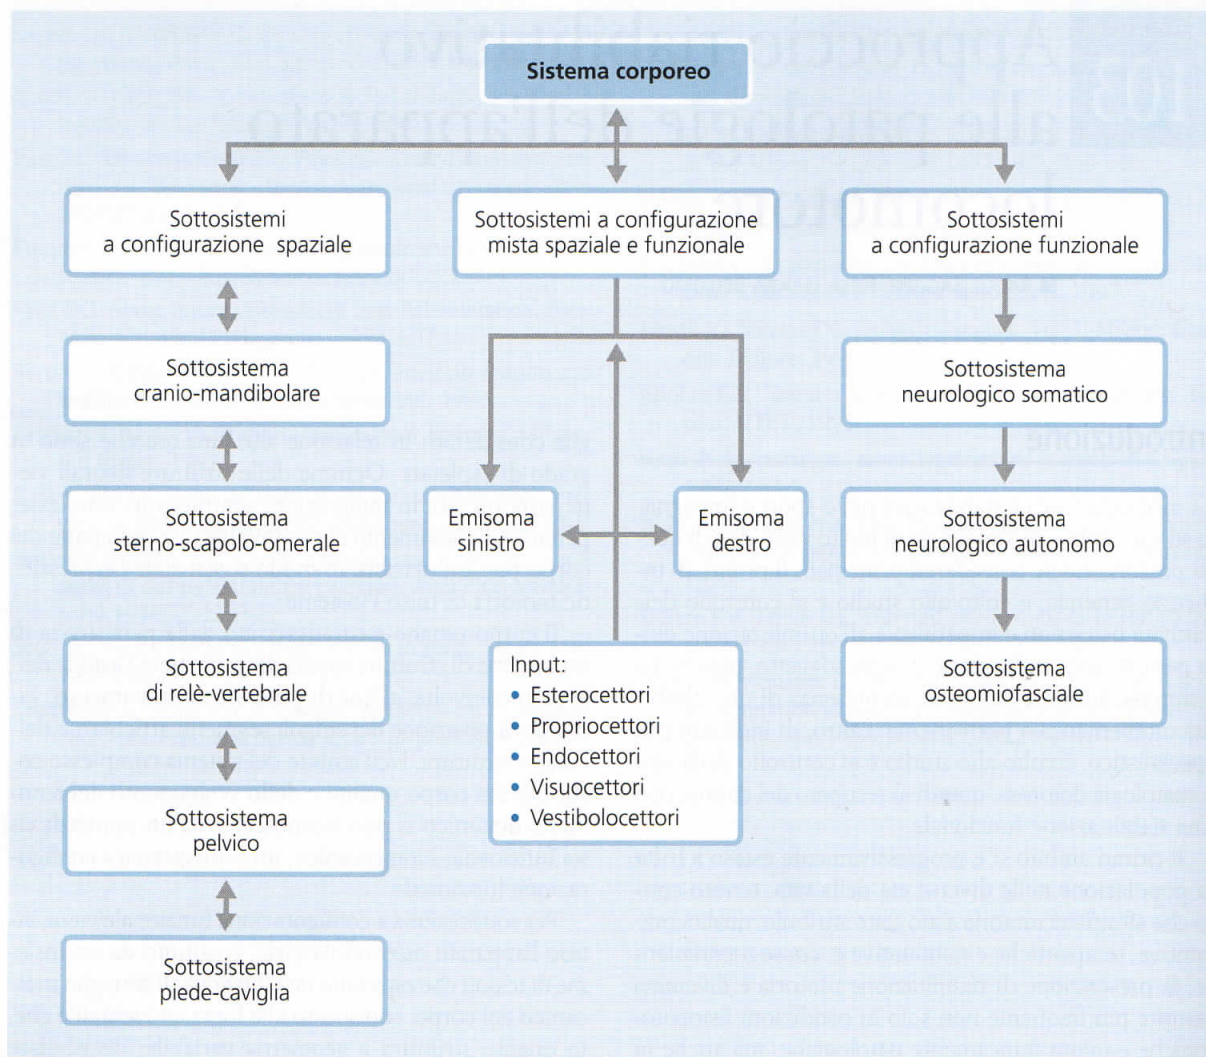 Sistema corporeo
Sottosistemi
a configurazione spaziale
Sottosistemi a configurazione
mista spaziale e funzionale
Sottosistemi
a configurazione funzionale
Sottosistema
cranio-mandibolare
Sottosistema
neurologico somatico
Sottosistema
sterno-scapolo-omerale
Emisoma
sinistro
Emisoma
destro
Sottosistema
neurologico autonomo
Sottosistema
di relè-vertebrale
Input:
• Esterocettori
• Propriocettori
• Endocettori
• Visuocettori
• Vestibolocettori
Sottosistema
osteomiofasciale
Sottosistema
pelvico
Sottosistema
piede-caviglia